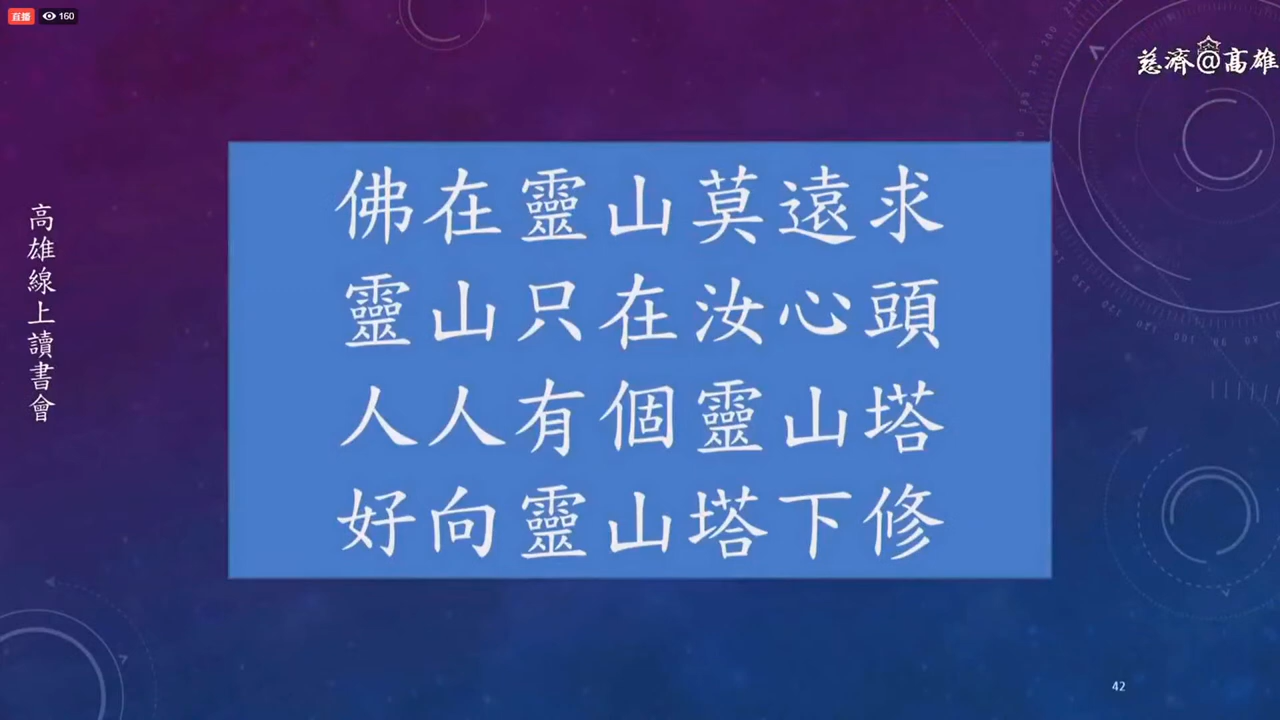 直播 160
慈濟@高雄
高雄線上讀書會
佛在靈山莫遠求
靈山只在汝心頭
人人有個靈山塔
好向靈山塔下修
42